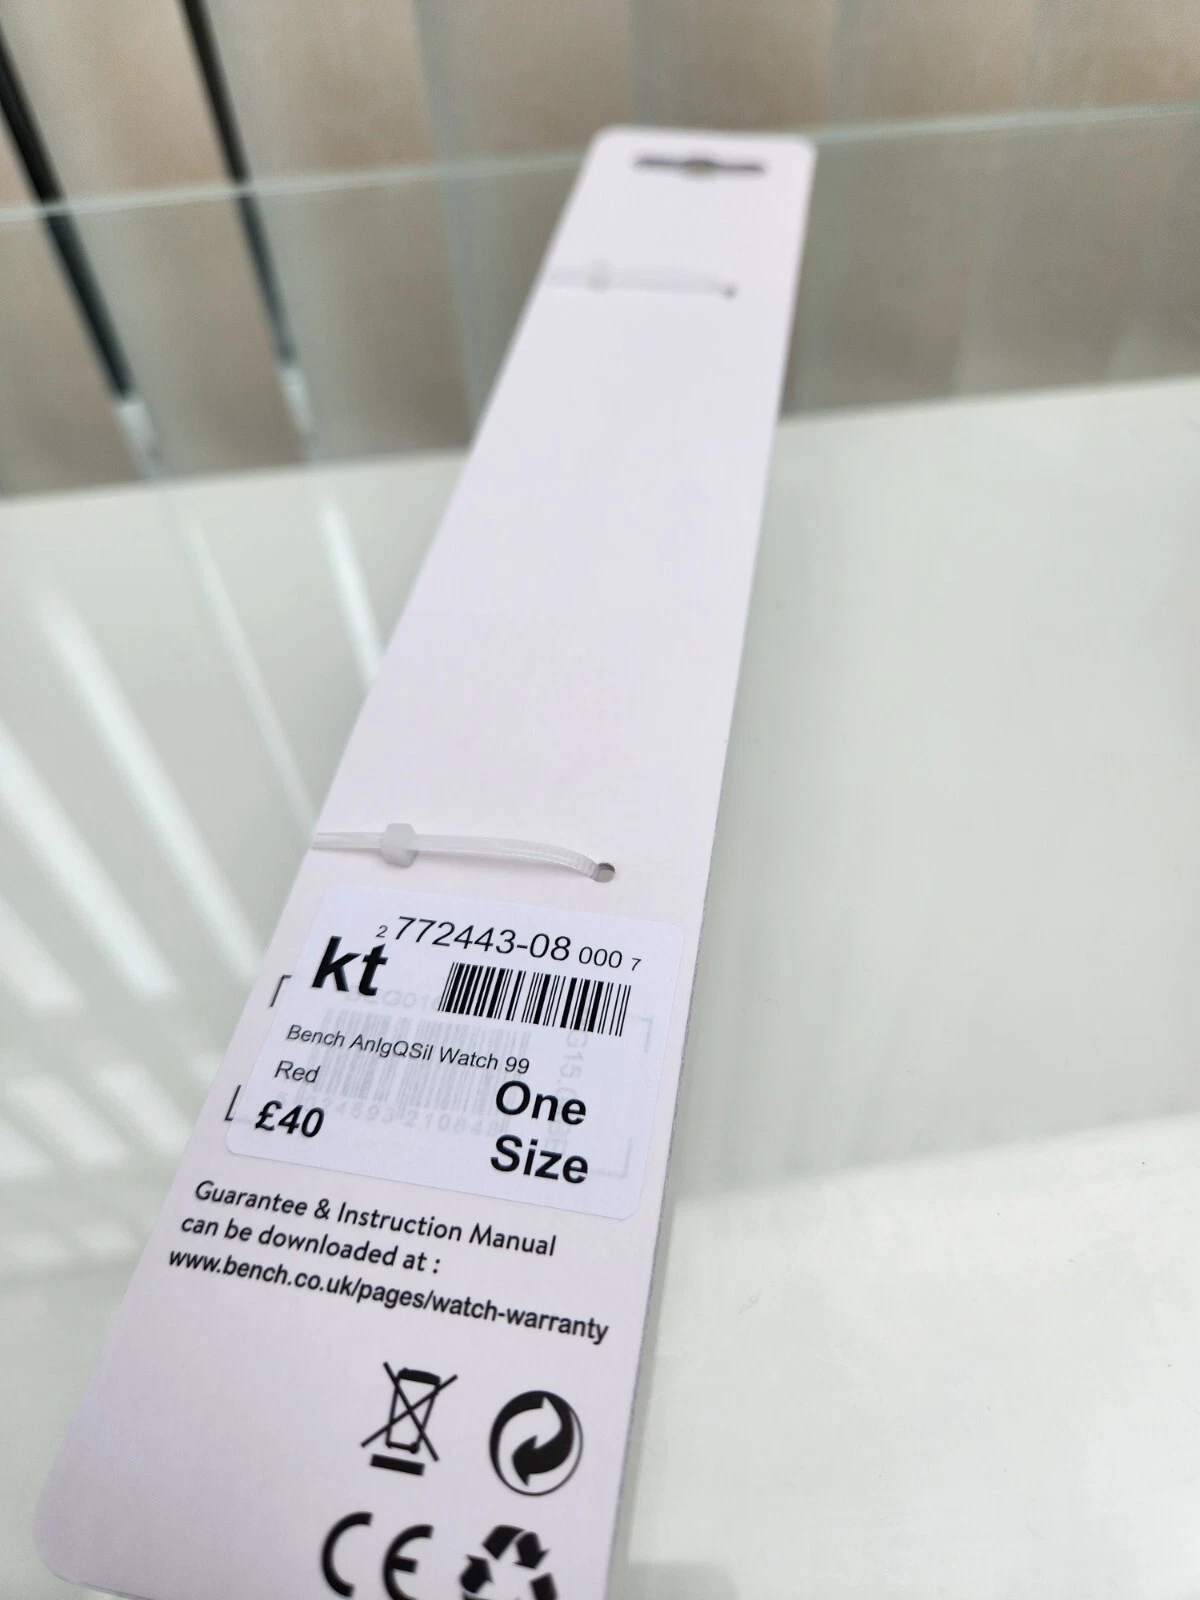 2 772443-08 000 7
kt
Bench AnlgQSil Watch 99
Red
£40
One
Size
Guarantee & Instruction Manual
can be downloaded at :
www.bench.co.uk/pages/watch-warranty
CE